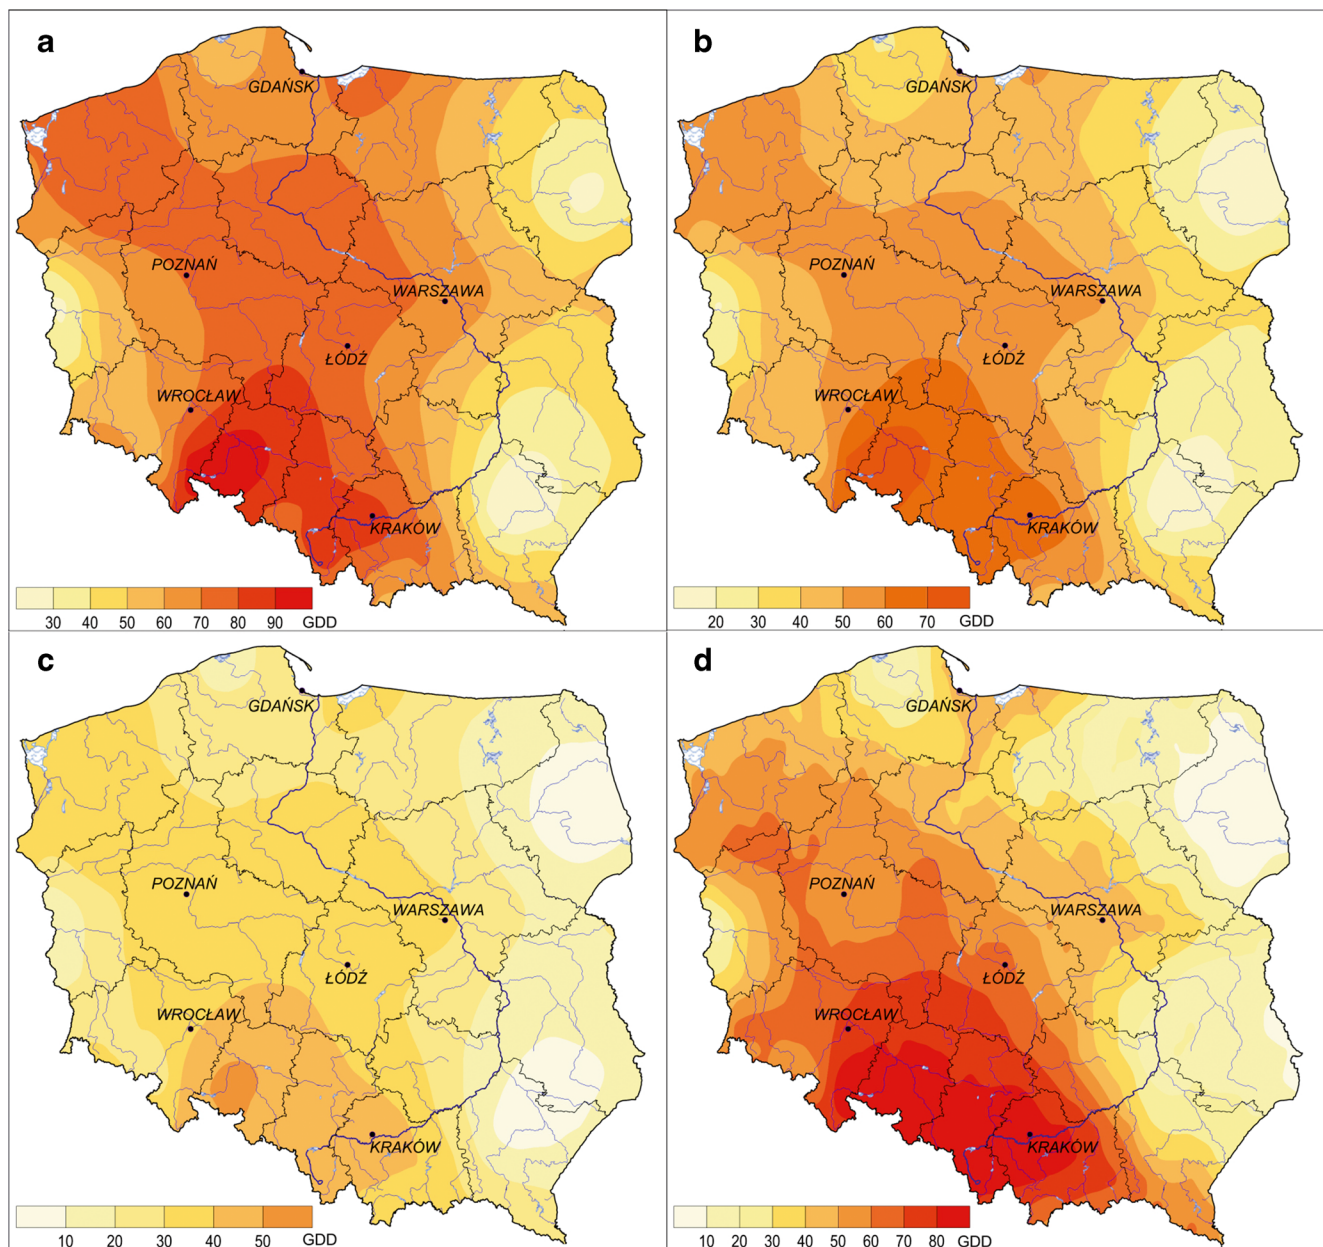 a
GDAŃSK
POZNAŃ
WARSZAWA
ŁÓDŹ
WROCŁAW
KRAKÓW
30 40 50 60 70 80 90 GDD
b
GDAŃSK
POZNAŃ
WARSZAWA
ŁÓDŹ
WROCŁAW
KRAKÓW
20 30 40 50 60 70 GDD
c
GDAŃSK
POZNAŃ
WARSZAWA
ŁÓDŹ
WROCŁAW
KRAKÓW
10 20 30 40 50 GDD
d
GDAŃSK
POZNAŃ
WARSZAWA
ŁÓDŹ
WROCŁAW
KRAKÓW
10 20 30 40 50 60 70 80 GDD